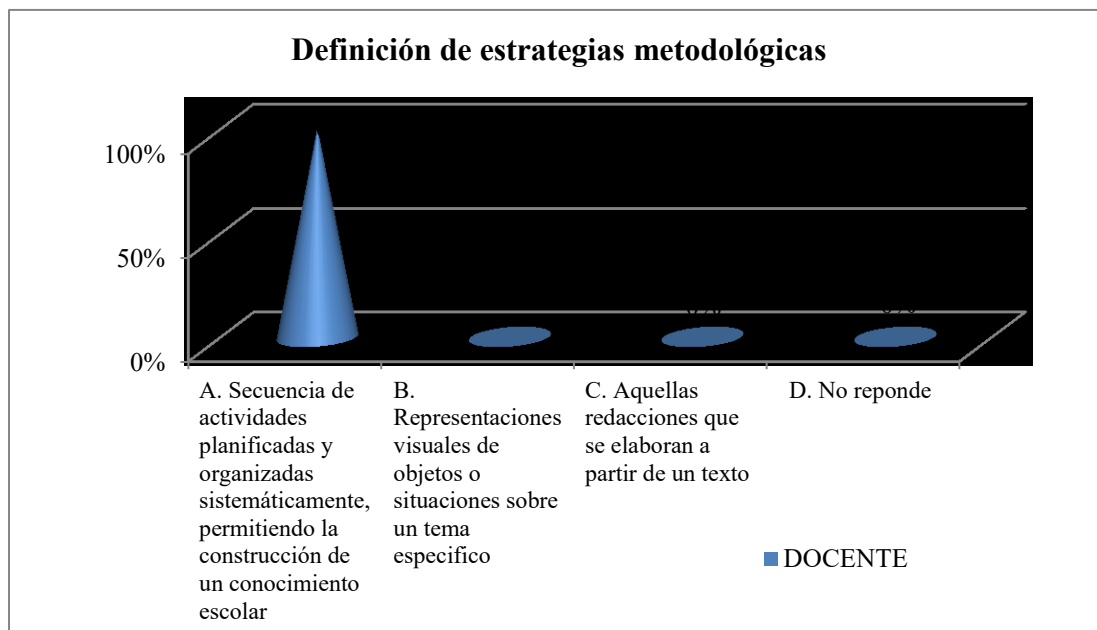 Definición de estrategias metodológicas
100%
50%
0%
A. Secuencia de
actividades
planificadas y
organizadas
sistemáticamente,
permitiendo la
construcción de
un conocimiento
escolar
B.
Representaciones
visuales de
objetos o
situaciones sobre
un tema
especifico
C. Aquellas
redacciones que
se elaboran a
partir de un texto
D. No reponde
DOCENTE